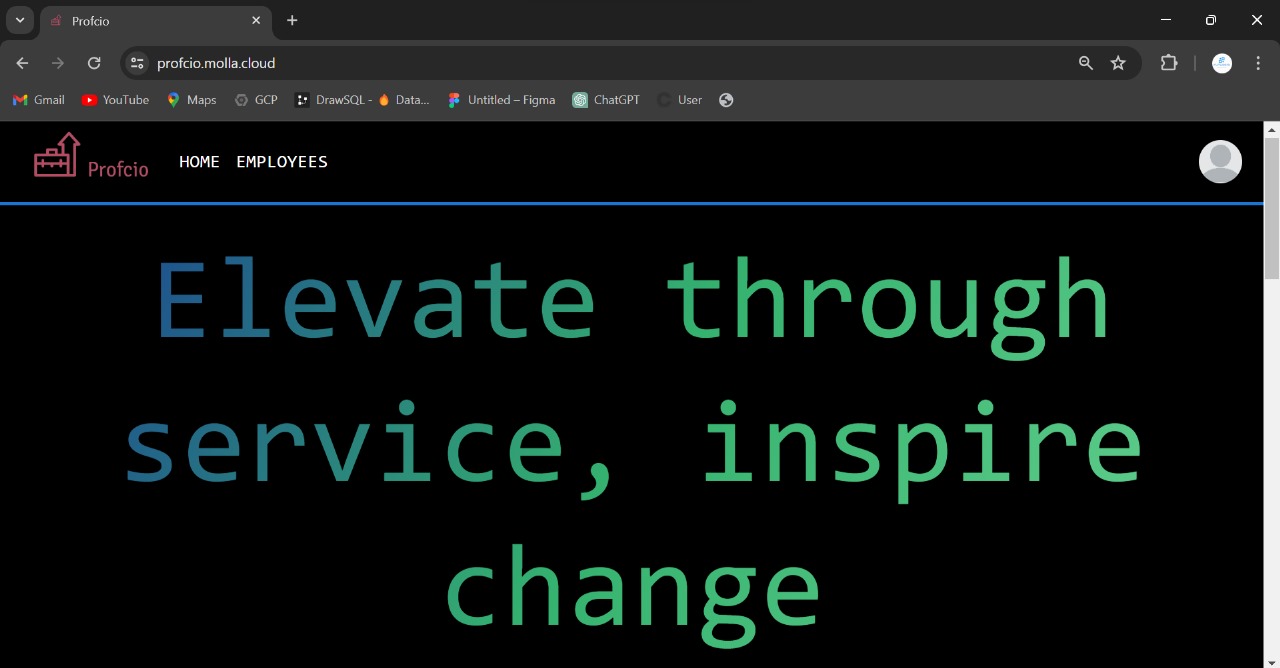 Profcio
profcio.molla.cloud
Gmail YouTube Maps GCP DrawSQL - 🔥 Data... Untitled – Figma ChatGPT User
Profcio HOME EMPLOYEES
Elevate through
service, inspire
change